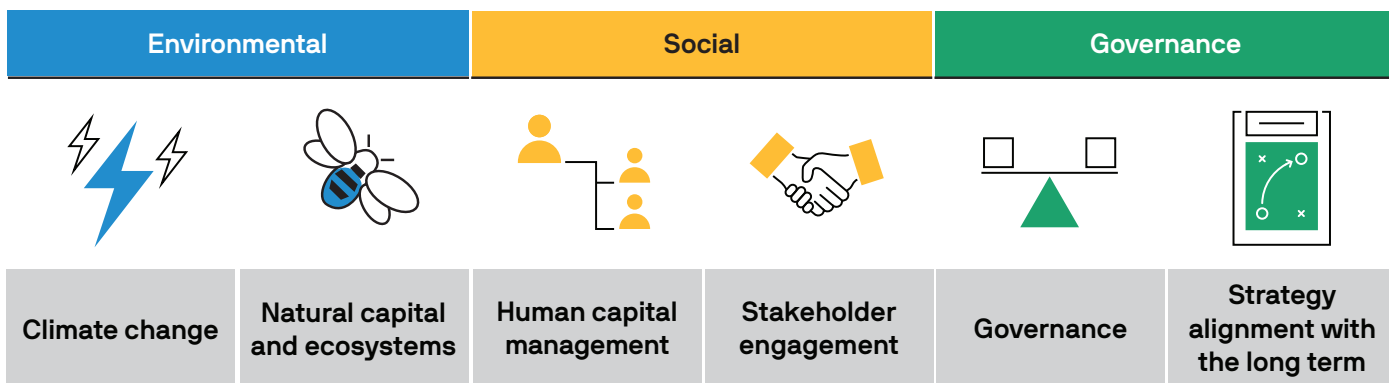 Environmental
Social
Governance
Climate change
Natural capital
and ecosystems
Human capital
management
Stakeholder
engagement
Governance
Strategy
alignment with
the long term